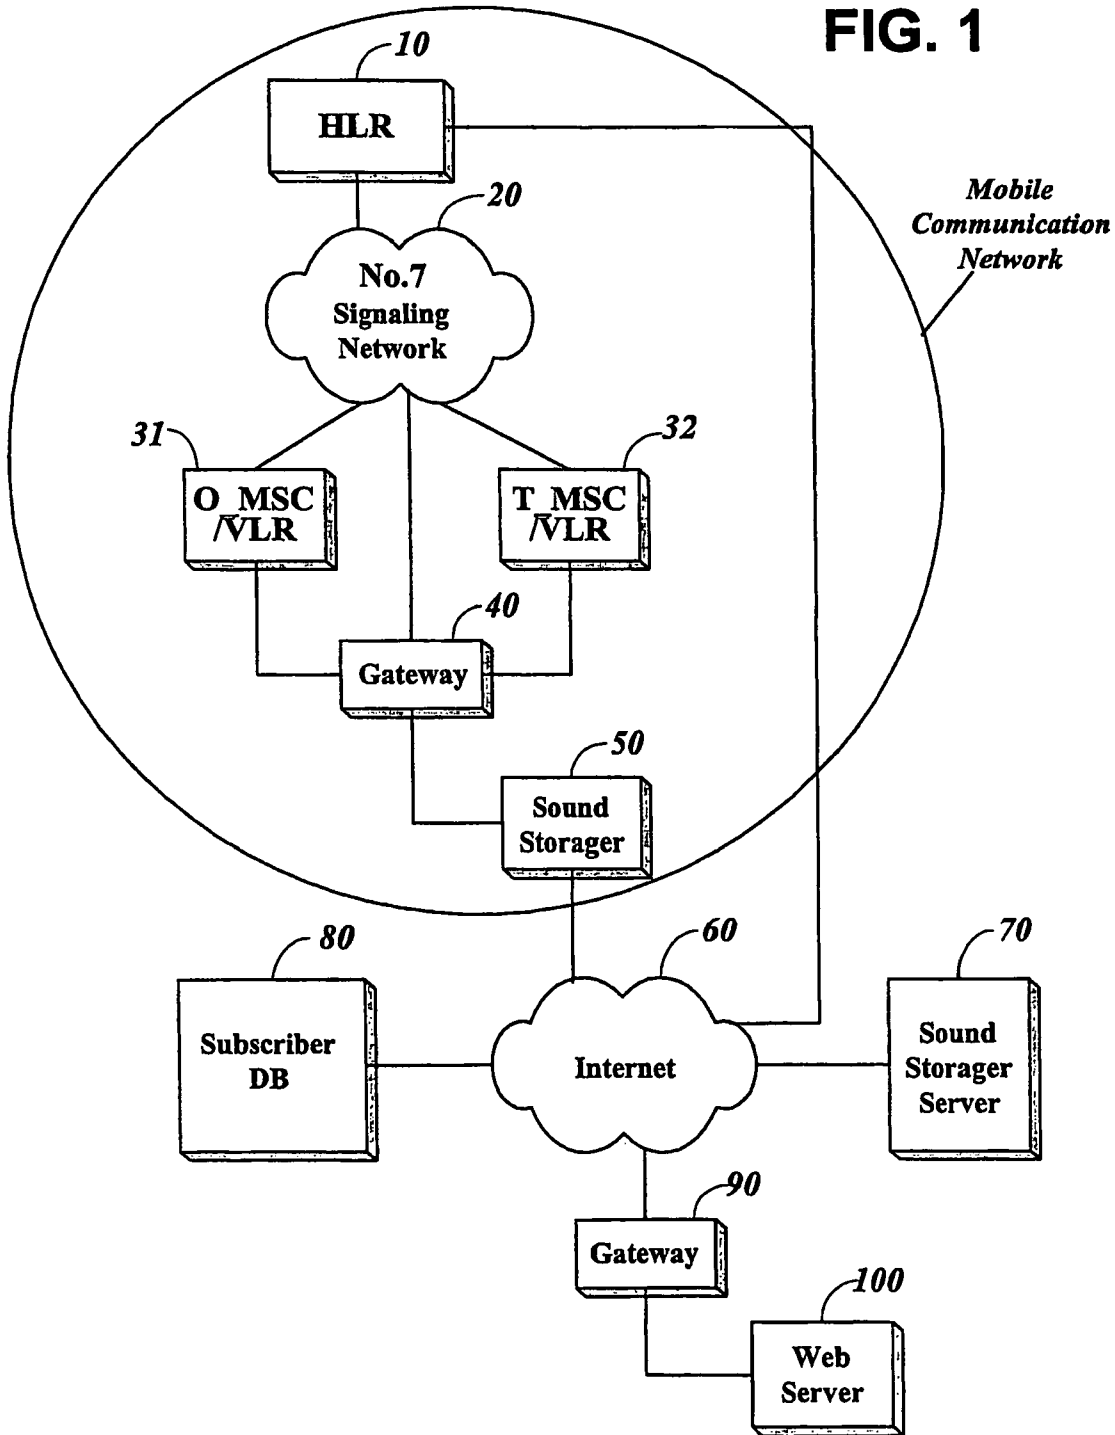 FIG. 1
10
HLR
20
Mobile
Communication
Network
No.7
Signaling
Network
31
32
O_MSC
/VLR
T_MSC
/VLR
40
Gateway
50
Sound
Storager
80
60
70
Subscriber
DB
Internet
Sound
Storager
Server
90
Gateway
100
Web
Server